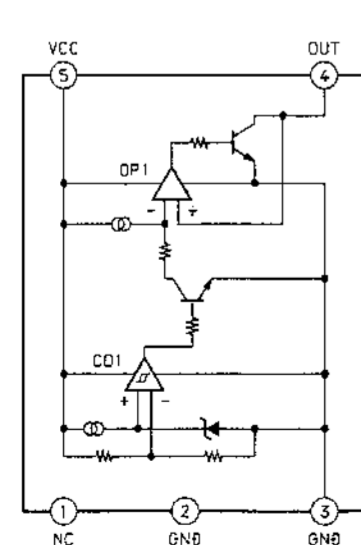 VCC OUT
5 4
OP1
- +
CO1
+ -
1 2 3
NC GND GND